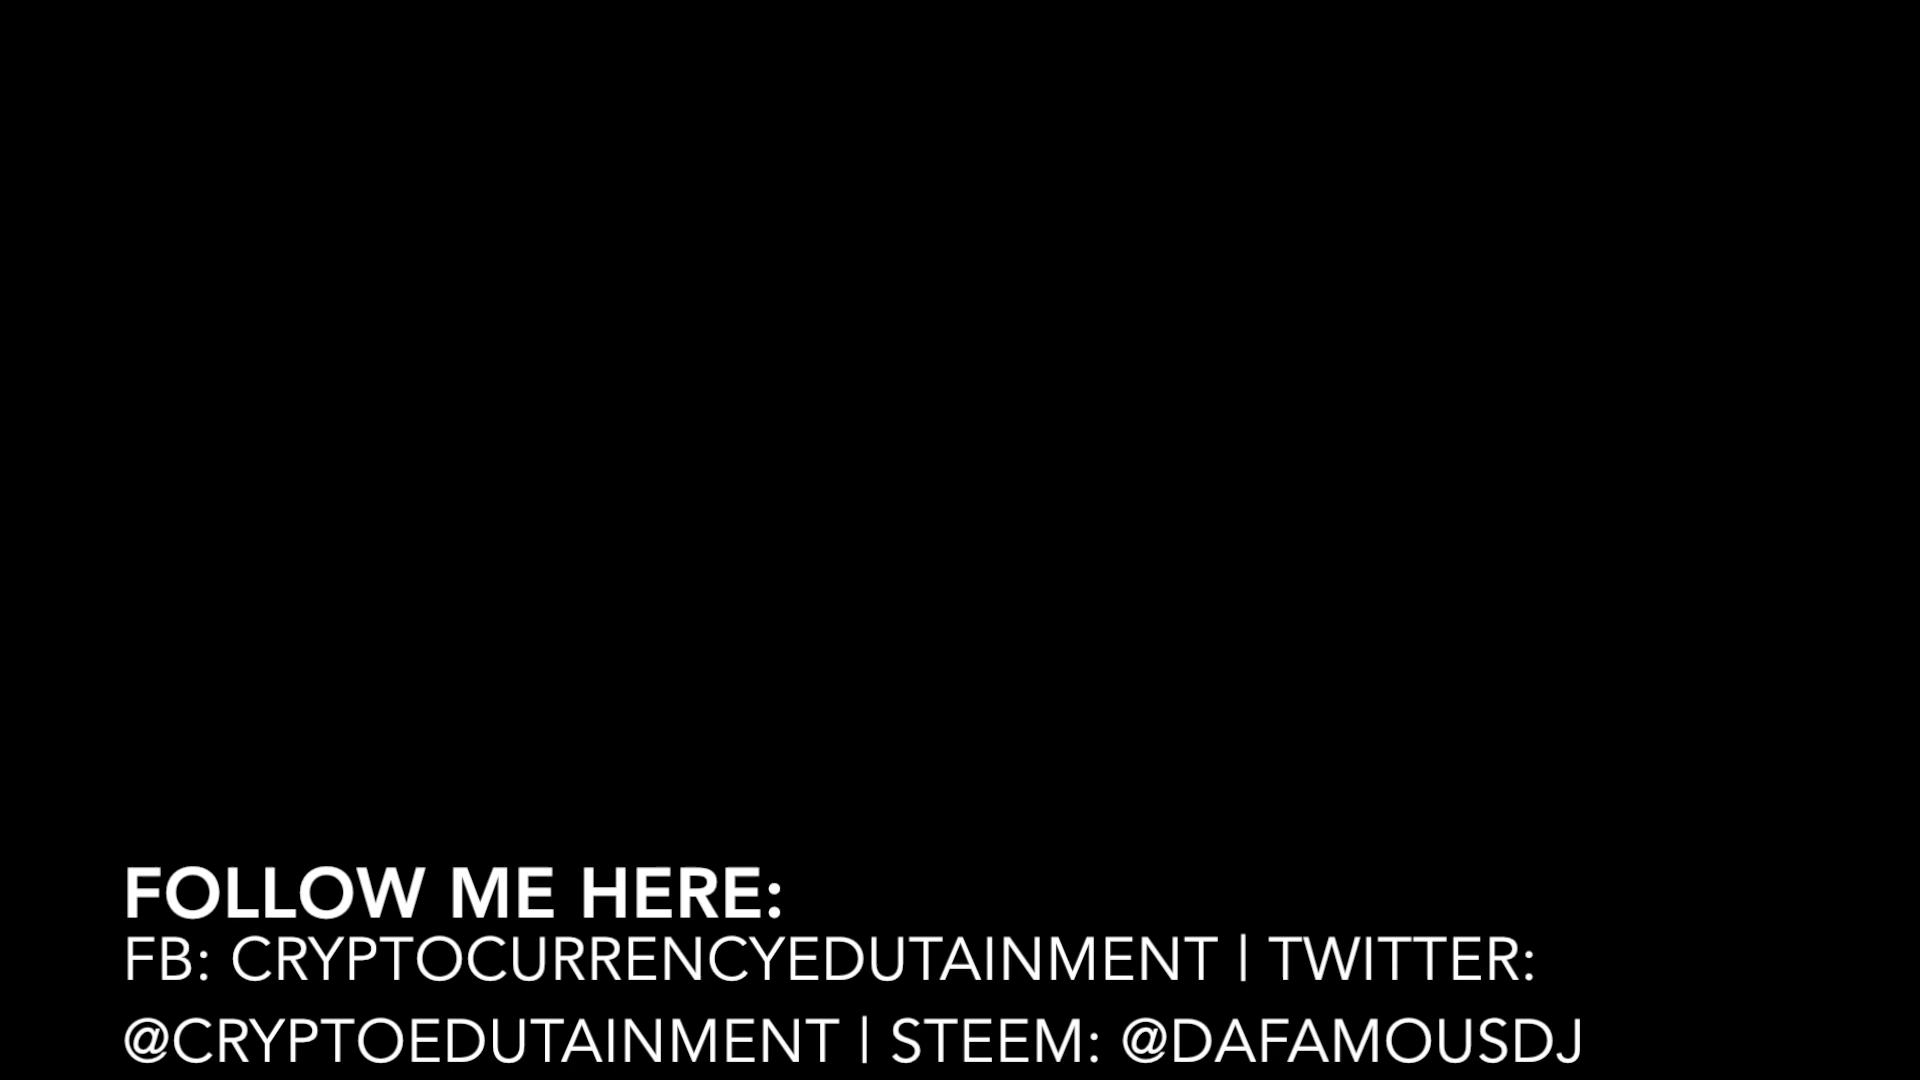 FOLLOW ME HERE:
FB: CRYPTOCURRENCYEDUTAINMENT | TWITTER:
@CRYPTOEDUTAINMENT | STEEM: @DAFAMOUSDJ